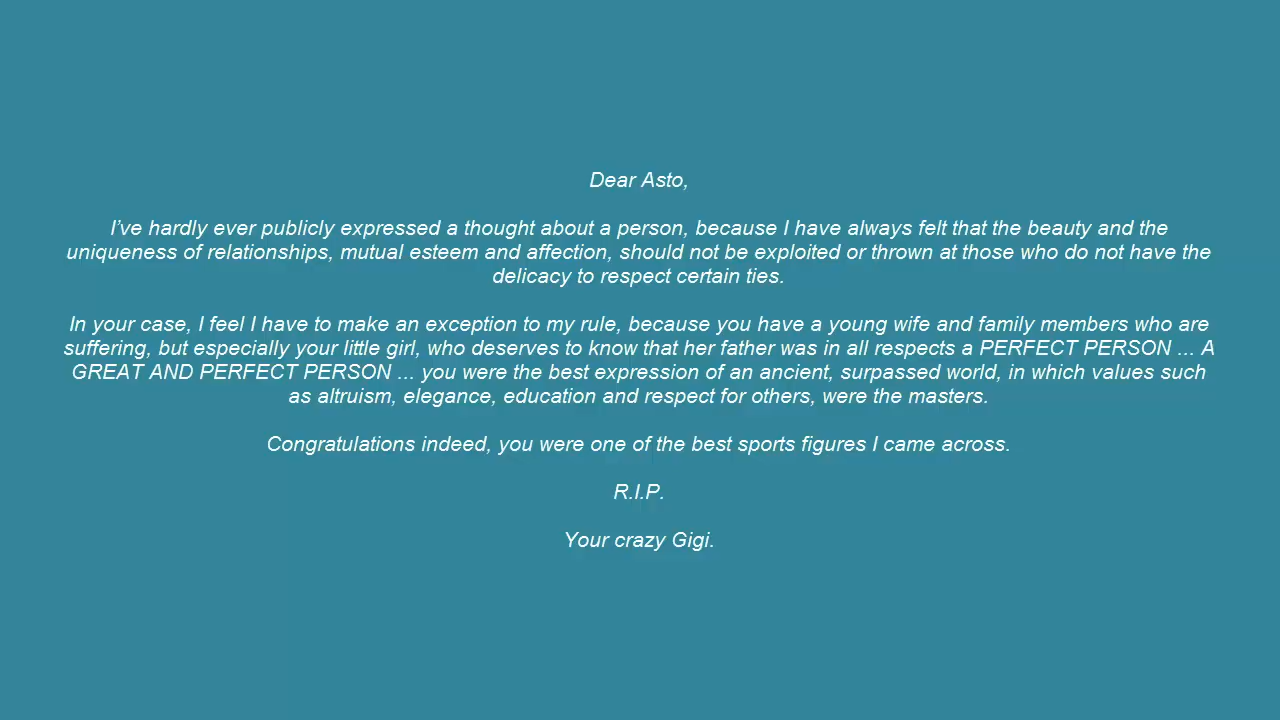 Dear Asto,
I’ve hardly ever publicly expressed a thought about a person, because I have always felt that the beauty and the
uniqueness of relationships, mutual esteem and affection, should not be exploited or thrown at those who do not have the
delicacy to respect certain ties.
In your case, I feel I have to make an exception to my rule, because you have a young wife and family members who are
suffering, but especially your little girl, who deserves to know that her father was in all respects a PERFECT PERSON ... A
GREAT AND PERFECT PERSON ... you were the best expression of an ancient, surpassed world, in which values such
as altruism, elegance, education and respect for others, were the masters.
Congratulations indeed, you were one of the best sports figures I came across.
R.I.P.
Your crazy Gigi.